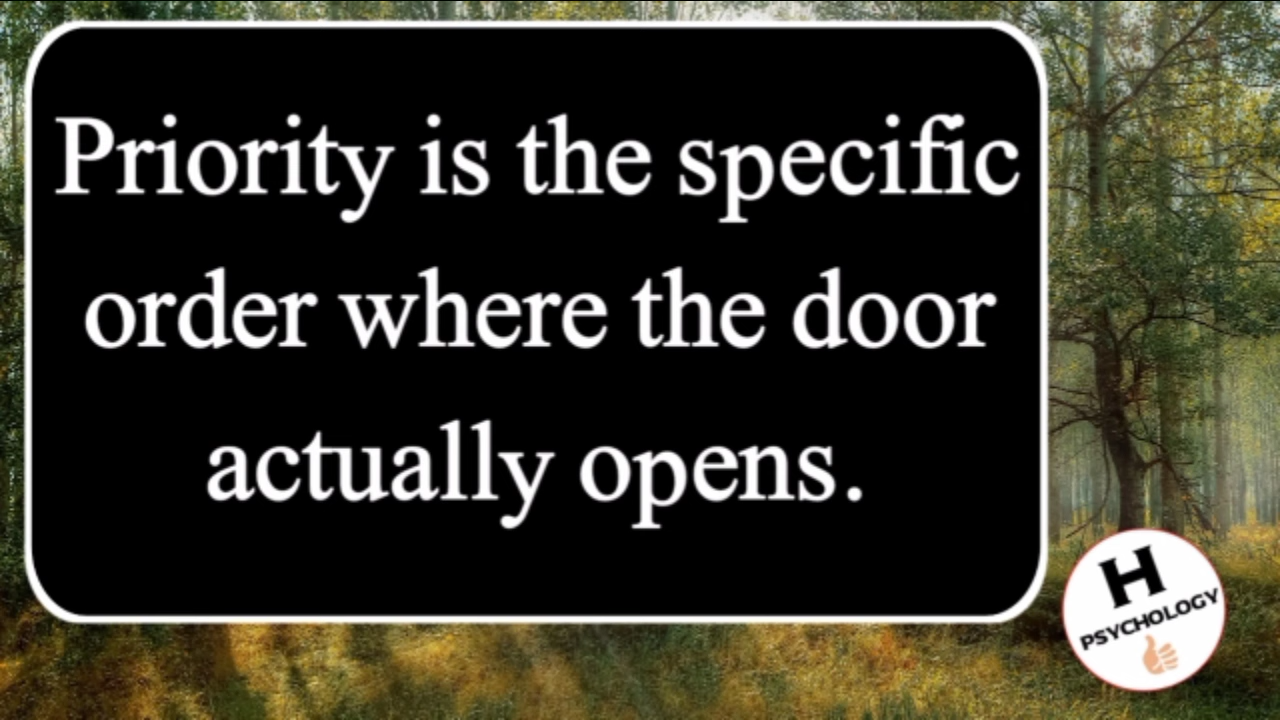 Priority is the specific
order where the door
actually opens.
H
PSYCHOLOGY